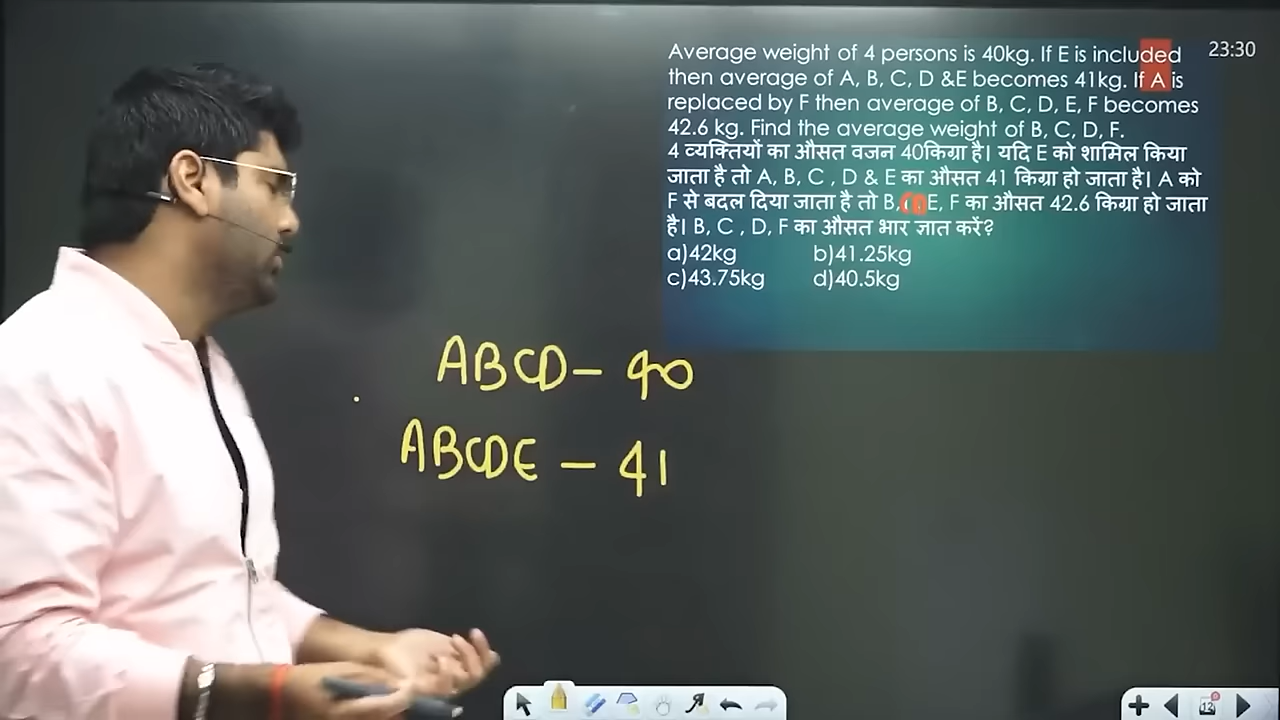 Average weight of 4 persons is 40kg. If E is included
23:30
then average of A, B, C, D &E becomes 41kg. If A is
replaced by F then average of B, C, D, E, F becomes
42.6 kg. Find the average weight of B, C, D, F.
4 व्यक्तियों का औसत वजन 40किग्रा है। यदि E को शामिल किया
जाता है तो A, B, C , D & E का औसत 41 किग्रा हो जाता है। A को
F से बदल दिया जाता है तो B, E, F का औसत 42.6 किग्रा हो जाता
है। B, C , D, F का औसत भार ज्ञात करें?
a)42kg b)41.25kg
c)43.75kg d)40.5kg
ABCD - 40
ABCDE - 41
12